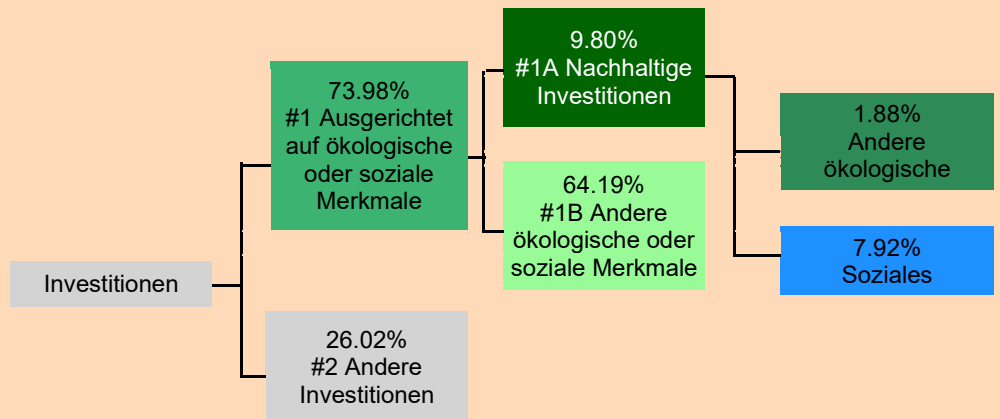 Investitionen
73.98%
#1 Ausgerichtet
auf ökologische
oder soziale
Merkmale
26.02%
#2 Andere
Investitionen
9.80%
#1A Nachhaltige
Investitionen
64.19%
#1B Andere
ökologische oder
soziale Merkmale
1.88%
Andere
ökologische
7.92%
Soziales